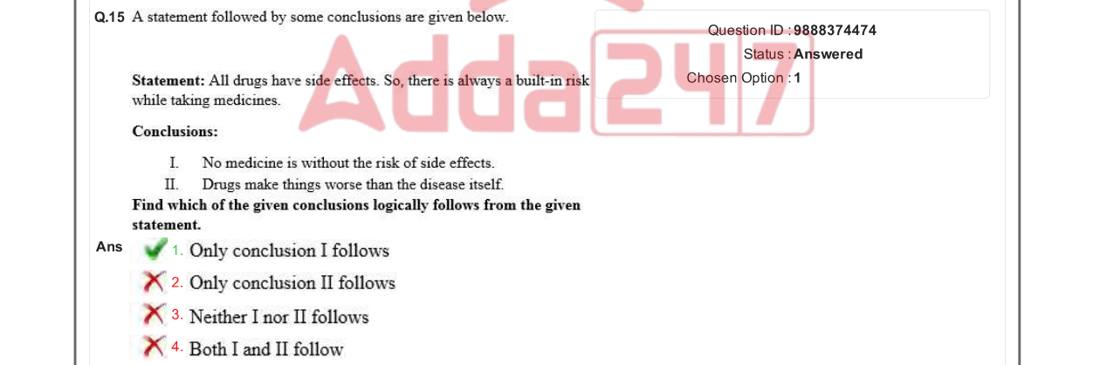 Q.15 A statement followed by some conclusions are given below.
Question ID : 9888374474
Status : Answered
Chosen Option : 1
Adda247
Statement: All drugs have side effects. So, there is always a built-in risk
while taking medicines.
Conclusions:
I. No medicine is without the risk of side effects.
II. Drugs make things worse than the disease itself.
Find which of the given conclusions logically follows from the given
statement.
Ans 1. Only conclusion I follows
2. Only conclusion II follows
3. Neither I nor II follows
4. Both I and II follow